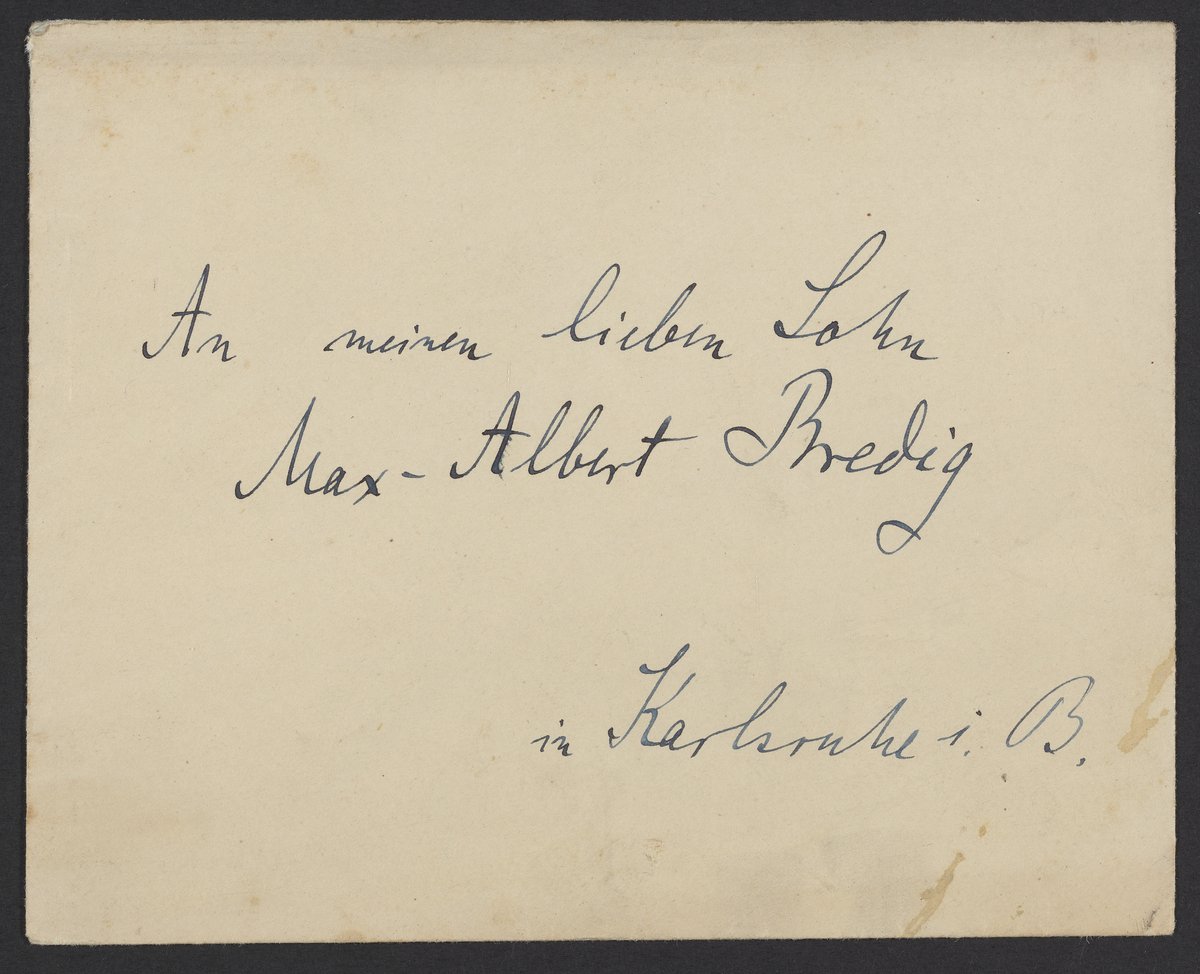 An meinen lieben Sohn
Max-Albert Bredig
in Karlsruhe i. B.